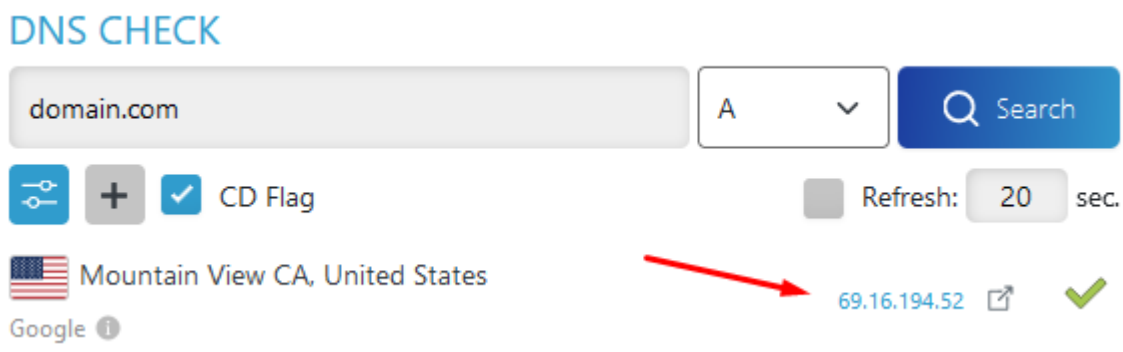 DNS CHECK
domain.com A Search
CD Flag Refresh: 20 sec.
Mountain View CA, United States
69.16.194.52
Google